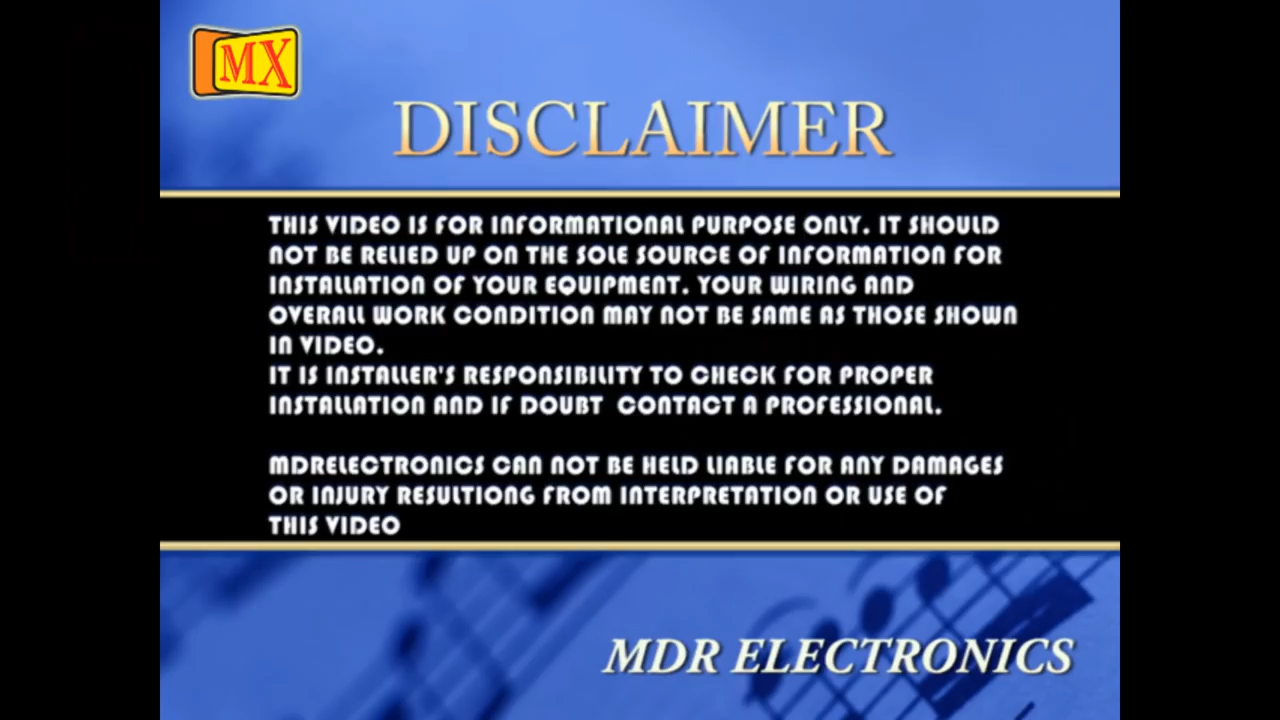 MX
DISCLAIMER
THIS VIDEO IS FOR INFORMATIONAL PURPOSE ONLY. IT SHOULD
NOT BE RELIED UP ON THE SOLE SOURCE OF INFORMATION FOR
INSTALLATION OF YOUR EQUIPMENT. YOUR WIRING AND
OVERALL WORK CONDITION MAY NOT BE SAME AS THOSE SHOWN
IN VIDEO.
IT IS INSTALLER'S RESPONSIBILITY TO CHECK FOR PROPER
INSTALLATION AND IF DOUBT  CONTACT A PROFESSIONAL.
MDRELECTRONICS CAN NOT BE HELD LIABLE FOR ANY DAMAGES
OR INJURY RESULTIONG FROM INTERPRETATION OR USE OF
THIS VIDEO
MDR ELECTRONICS